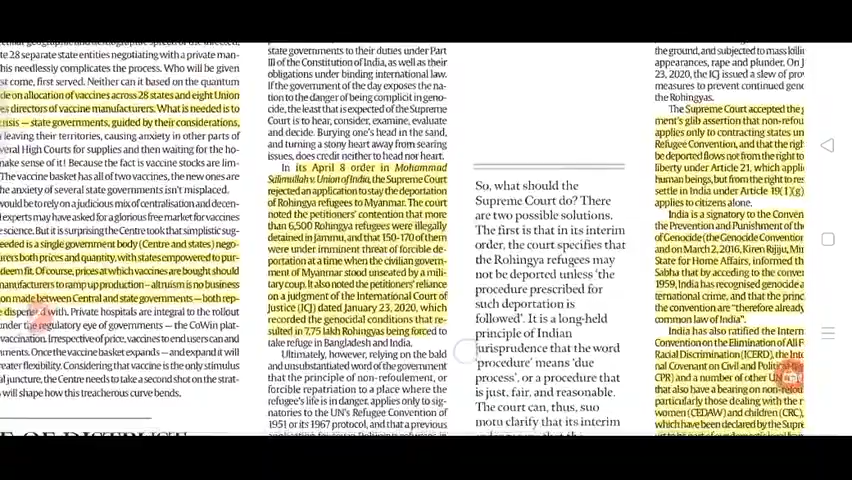 te 28 separate state entities negotiating with a private man-
his needlessly complicates the process. Who will be given
st come, first served. Neither can it based on the quantum
de on allocation of vaccines across 28 states and eight Union
es directors of vaccine manufacturers. What is needed is to
crisis – state governments, guided by their considerations,
leaving their territories, causing anxiety in other parts of
veral High Courts for supplies and then waiting for the ho-
make sense of it! Because the fact is vaccine stocks are lim-
The vaccine basket has all of two vaccines, the new ones are
the anxiety of several state governments isn't misplaced.
would be to rely on a judicious mix of centralisation and decen-
l experts may have asked for a glorious free market for vaccines
e science. But it is surprising the Centre took that simplistic sug-
eeded is a single government body (Centre and states) nego-
urers both prices and quantity, with states empowered to pur-
deem fit. Of course, prices at which vaccines are bought should
manufacturers to ramp up production – altruism is no business
on made between Central and state governments – both rep-
e dispensed with. Private hospitals are integral to the rollout
under the regulatory eye of governments – the CoWin plat-
vaccination. Irrespective of price, vaccines to end users can and
nments. Once the vaccine basket expands – and expand it will
reater flexibility. Considering that vaccine is the only stimulus
al juncture, the Centre needs to take a second shot on the strat-
s will shape how this treacherous curve bends.
state governments to their duties under Part
III of the Constitution of India, as well as their
obligations under binding international law.
If the government of the day exposes the na-
tion to the danger of being complicit in geno-
cide, the least that is expected of the Supreme
Court is to hear, consider, examine, evaluate
and decide. Burying one's head in the sand,
and turning a stony heart away from searing
issues, does credit neither to head nor heart.
In its April 8 order in Mohammad
Salimullah v. Union of India, the Supreme Court
rejected an application to stay the deportation
of Rohingya refugees to Myanmar. The court
noted the petitioners' contention that more
than 6,500 Rohingya refugees were illegally
detained in Jammu, and that 150-170 of them
were under imminent threat of forcible de-
portation at a time when the civilian govern-
ment of Myanmar stood unseated by a mili-
tary coup. It also noted the petitioners' reliance
on a judgment of the International Court of
Justice (ICJ) dated January 23, 2020, which
recorded the genocidal conditions that re-
sulted in 7.75 lakh Rohingyas being forced to
take refuge in Bangladesh and India.
Ultimately, however, relying on the bald
and unsubstantiated word of the government
that the principle of non-refoulement, or
forcible repatriation to a place where the
refugee's life is in danger, applies only to sig-
natories to the UN's Refugee Convention of
1951 or its 1967 protocol, and that a previous
So, what should the
Supreme Court do? There
are two possible solutions.
The first is that in its interim
order, the court specifies that
the Rohingya refugees may
not be deported unless 'the
procedure prescribed for
such deportation is
followed'. It is a long-held
principle of Indian
jurisprudence that the word
'procedure' means 'due
process', or a procedure that
is just, fair, and reasonable.
The court can, thus, suo
motu clarify that its interim
the ground, and subjected to mass killin
appearances, rape and plunder. On J
23, 2020, the ICJ issued a slew of prov
measures to prevent continued geno
the Rohingyas.
The Supreme Court accepted the g
ment's glib assertion that non-refou
applies only to contracting states un
Refugee Convention, and that the righ
be deported flows not from the right to
liberty under Article 21, which applie
human beings, but from the right to re
settle in India under Article 19(1)(g)
applies to citizens alone.
India is a signatory to the Conven
the Prevention and Punishment of the
of Genocide (the Genocide Convention
and on March 2, 2016, Kiren Rijiju, Min
State for Home Affairs, informed th
Sabha that by acceding to the conven
1959, India has recognised genocide a
ternational crime, and that the princ
the convention are "therefore already
common law of India".
India has also ratified the Intern
Convention on the Elimination of All F
Racial Discrimination (ICERD), the Int
nal Covenant on Civil and Politic
CPR) and a number of other UN
that also have a bearing on non-refou
particularly those dealing with the r
women (CEDAW) and children (CRC),
which have been declared by the Supre